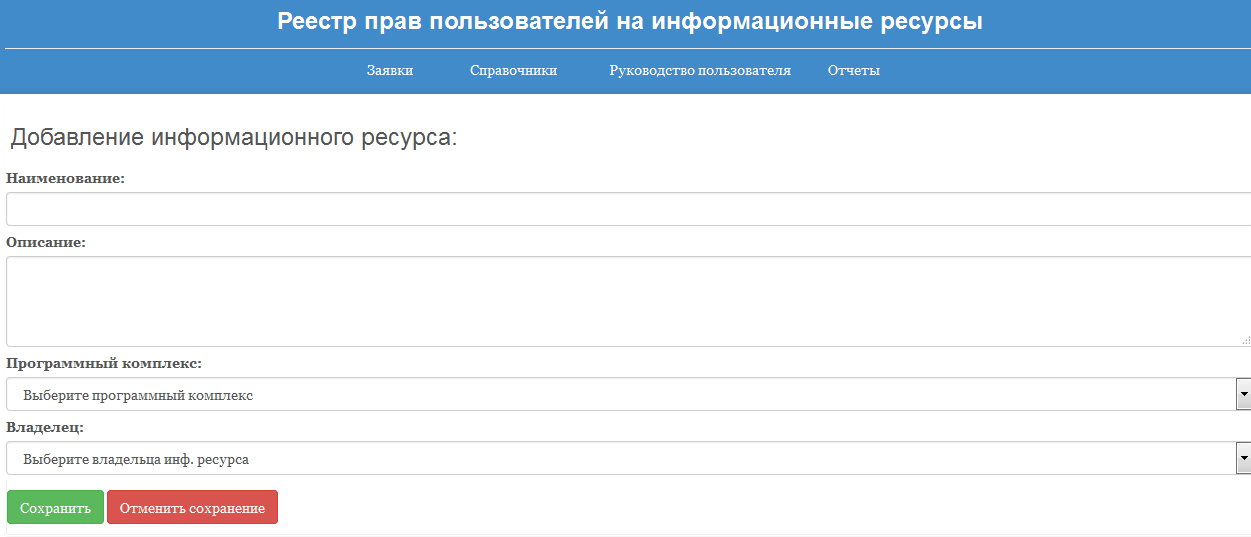 Реестр прав пользователей на информационные ресурсы
Заявки Справочники Руководство пользователя Отчеты
Добавление информационного ресурса:
Наименование:
Описание:
Программный комплекс:
Выберите программный комплекс
Владелец:
Выберите владельца инф. ресурса
Сохранить Отменить сохранение